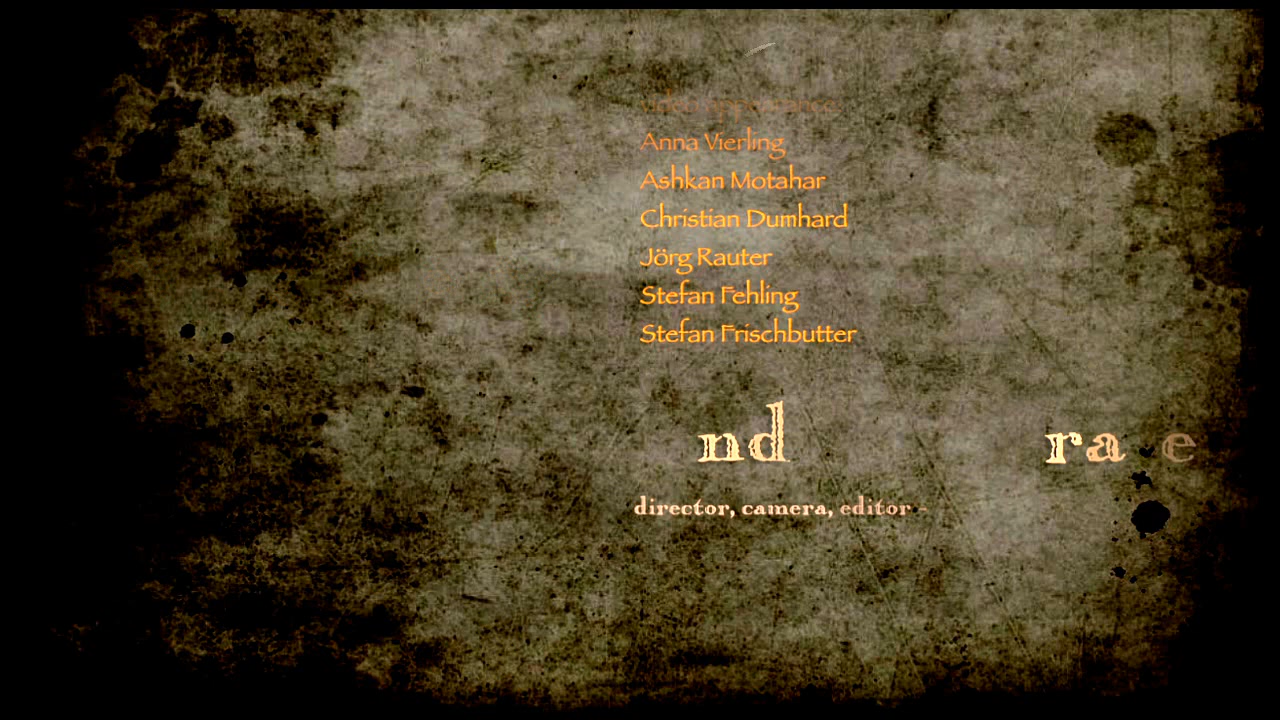 Anna Vierling
Ashkan Motahar
Christian Dumhard
Jörg Rauter
Stefan Fehling
Stefan Frischbutter
nd ra e
director, camera, editor -